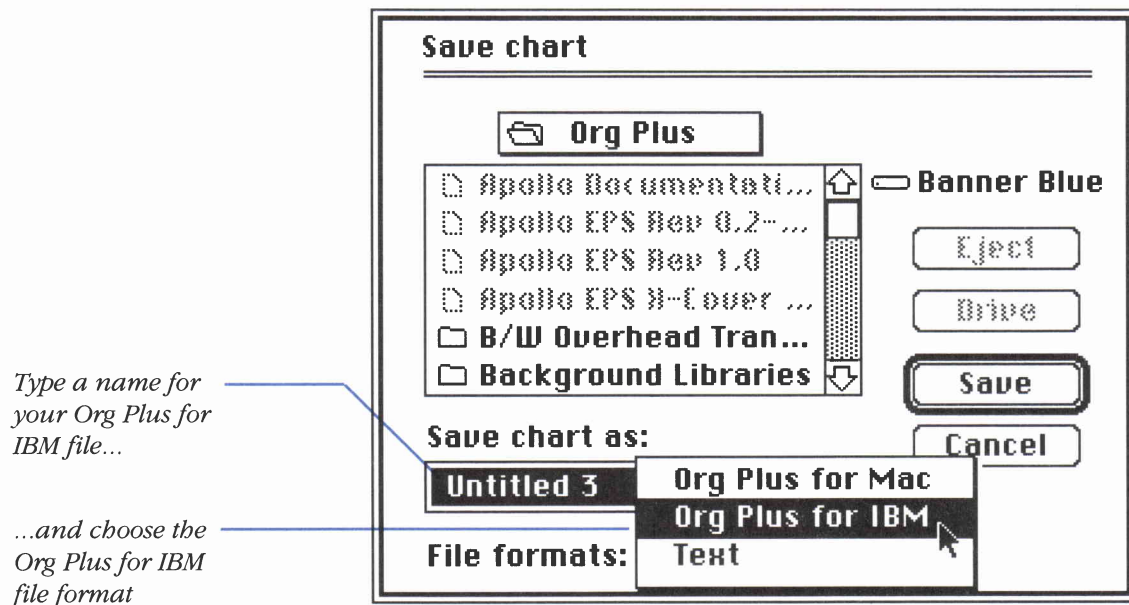 Save chart
Org Plus
Apollo Documentati...
Apollo EPS Rev 0.2-...
Apollo EPS Rev 1.0
Apollo EPS X-Cover ...
B/W Overhead Tran...
Background Libraries
Banner Blue
Eject
Drive
Save
Cancel
Type a name for
your Org Plus for
IBM file...
Save chart as:
Untitled 3
Org Plus for Mac
Org Plus for IBM
Text
...and choose the
Org Plus for IBM
file format
File formats: